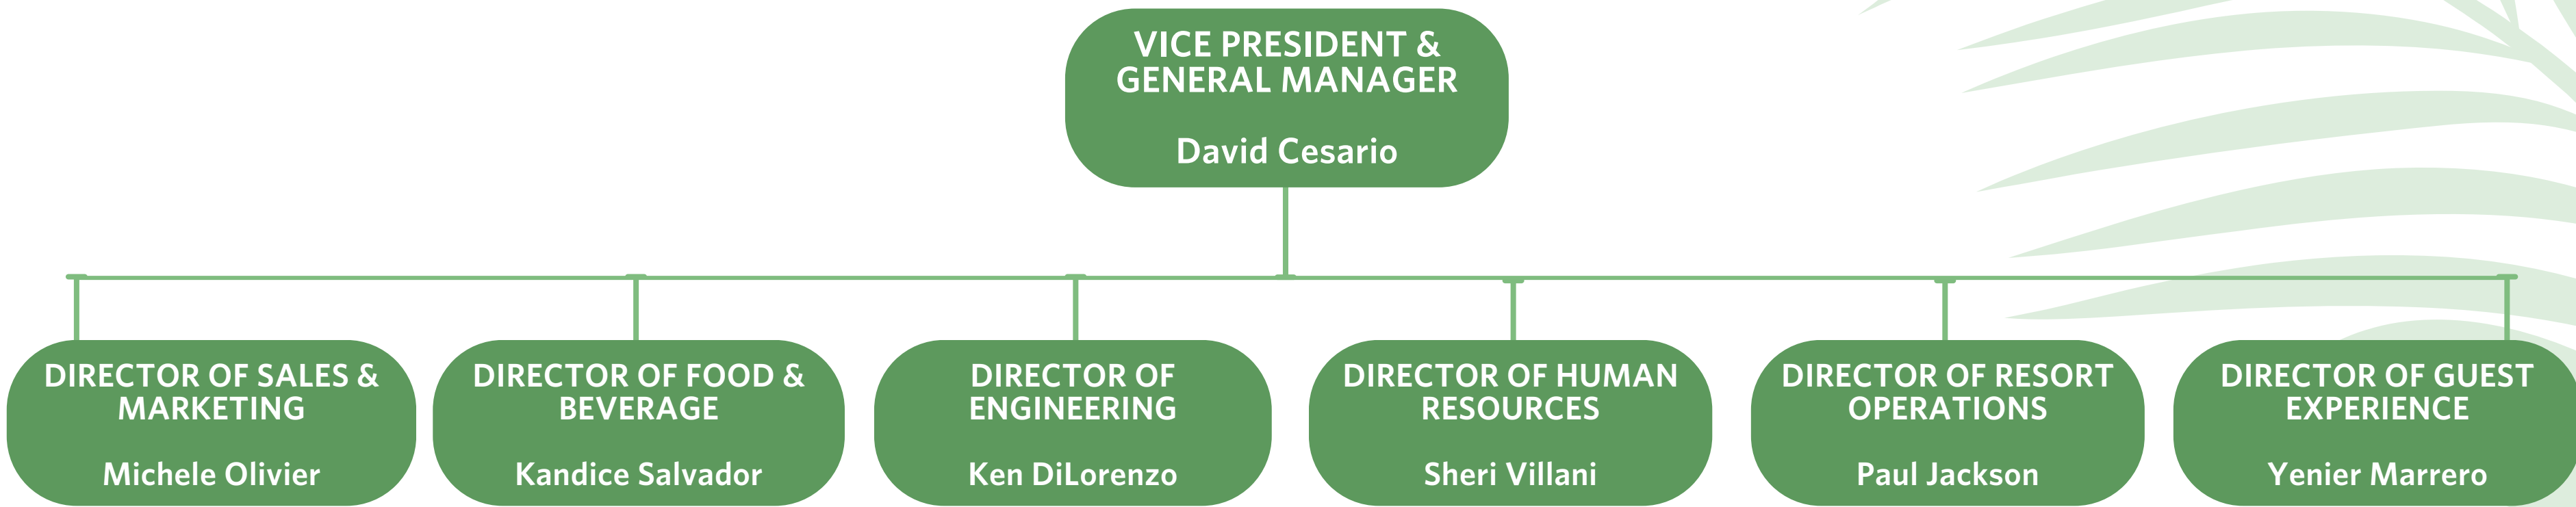 VICE PRESIDENT &
GENERAL MANAGER
David Cesario
DIRECTOR OF SALES &
MARKETING
Michele Olivier
DIRECTOR OF FOOD &
BEVERAGE
Kandice Salvador
DIRECTOR OF
ENGINEERING
Ken DiLorenzo
DIRECTOR OF HUMAN
RESOURCES
Sheri Villani
DIRECTOR OF RESORT
OPERATIONS
Paul Jackson
DIRECTOR OF GUEST
EXPERIENCE
Yenier Marrero